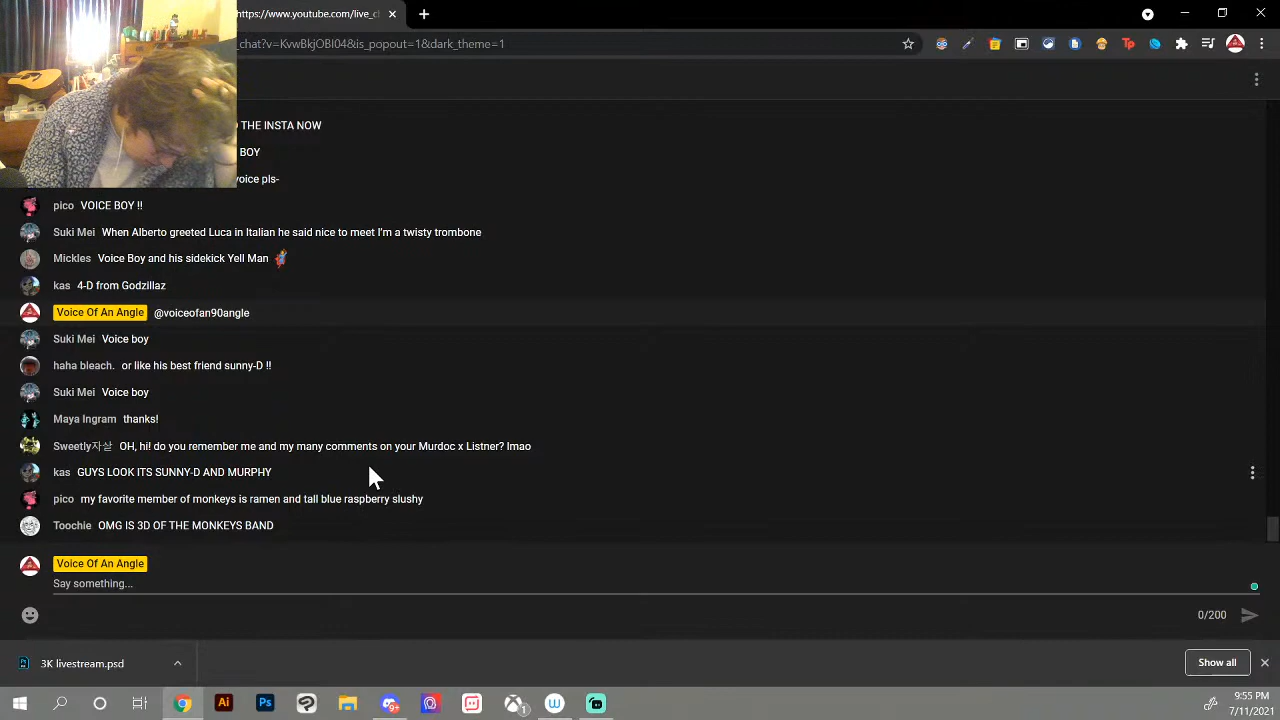 https://www.youtube.com/live_c
_chat?v=KvwBkjOBI04&is_popout=1&dark_theme=1
THE INSTA NOW
BOY
voice pls-
pico VOICE BOY !!
Suki Mei When Alberto greeted Luca in Italian he said nice to meet I'm a twisty trombone
Mickles Voice Boy and his sidekick Yell Man
kas 4-D from Godzillaz
Voice Of An Angle @voiceofan90angle
Suki Mei Voice boy
haha bleach. or like his best friend sunny-D !!
Suki Mei Voice boy
Maya Ingram thanks!
Sweetly자살 OH, hi! do you remember me and my many comments on your Murdoc x Listner? lmao
kas GUYS LOOK ITS SUNNY-D AND MURPHY
pico my favorite member of monkeys is ramen and tall blue raspberry slushy
Toochie OMG IS 3D OF THE MONKEYS BAND
Voice Of An Angle
Say something...
0/200
3K livestream.psd
Show all
Ai Ps 9+ 1 W
9:55 PM
7/11/2021